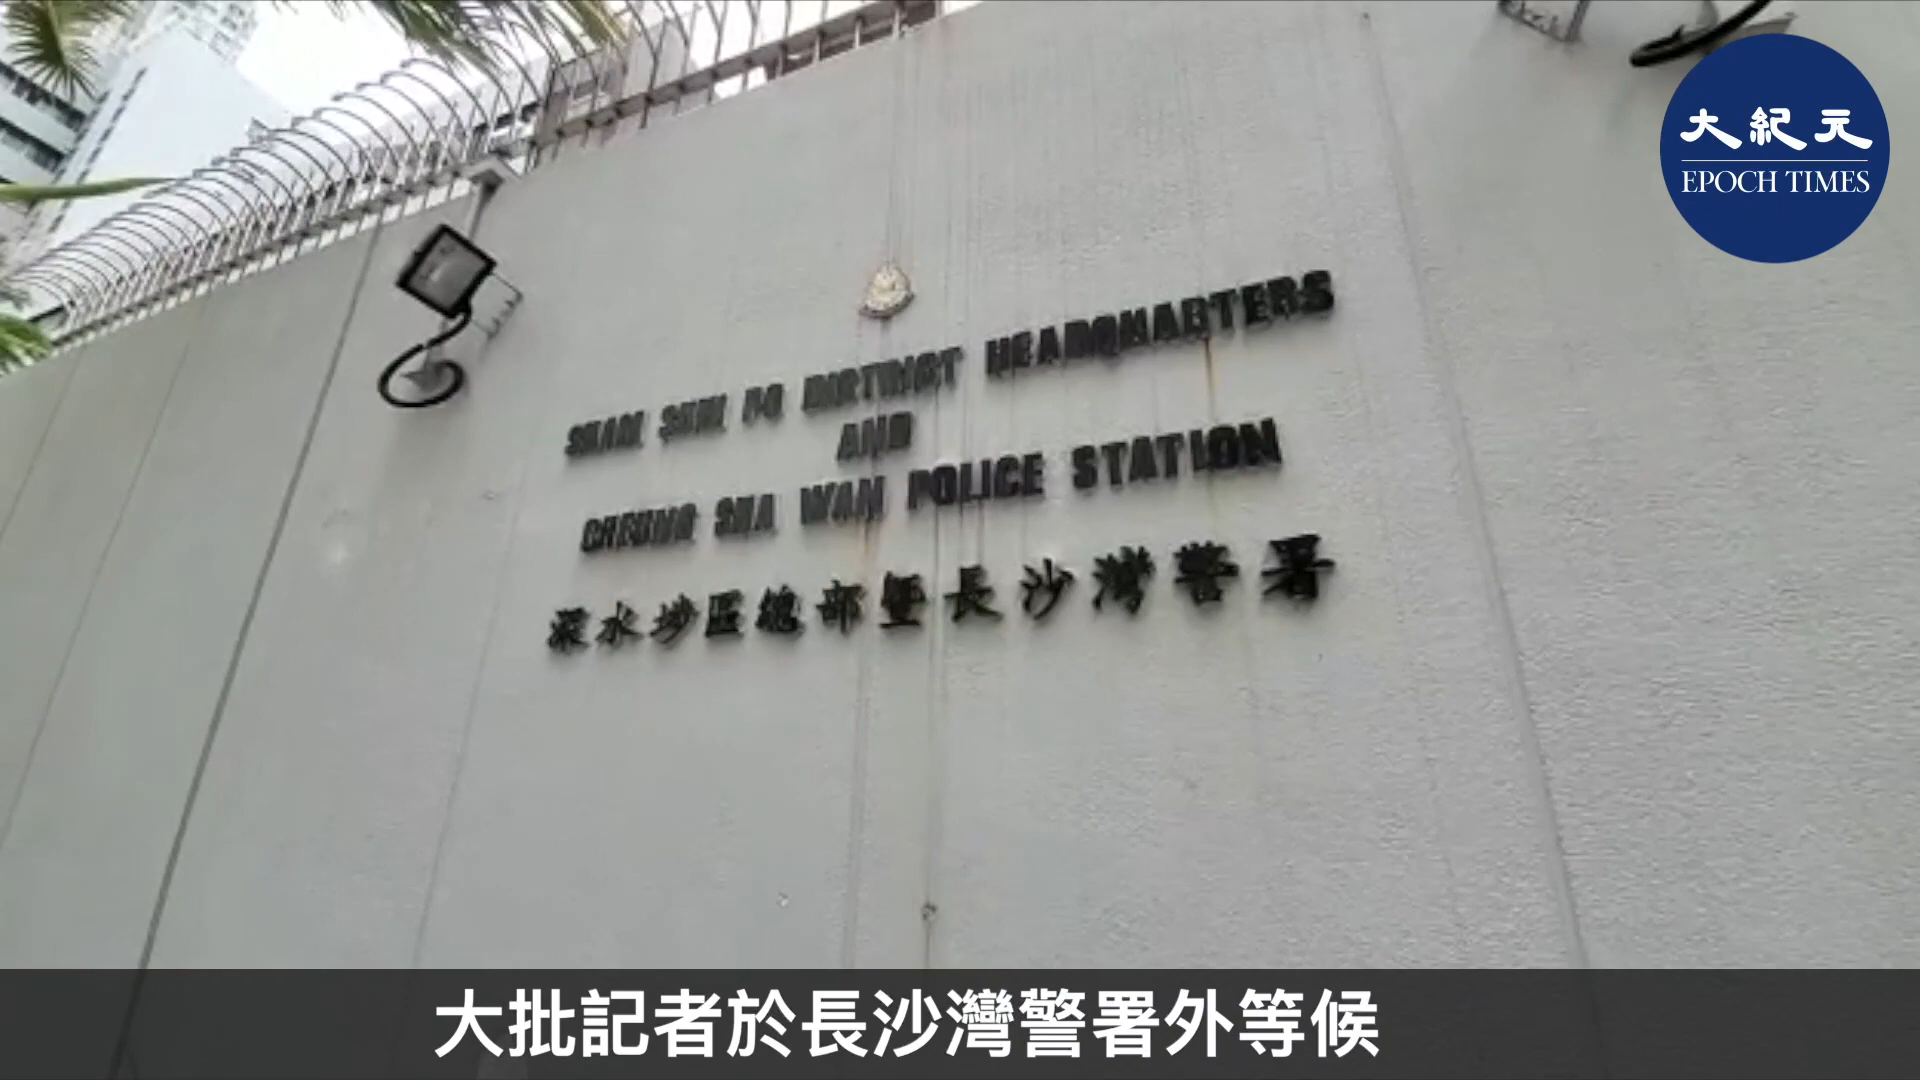 大紀元
EPOCH TIMES
SHAM SHUI PO DISTRICT HEADQUARTERS
AND
CHEUNG SHA WAN POLICE STATION
深水埗區總部暨長沙灣警署
大批記者於長沙灣警署外等候